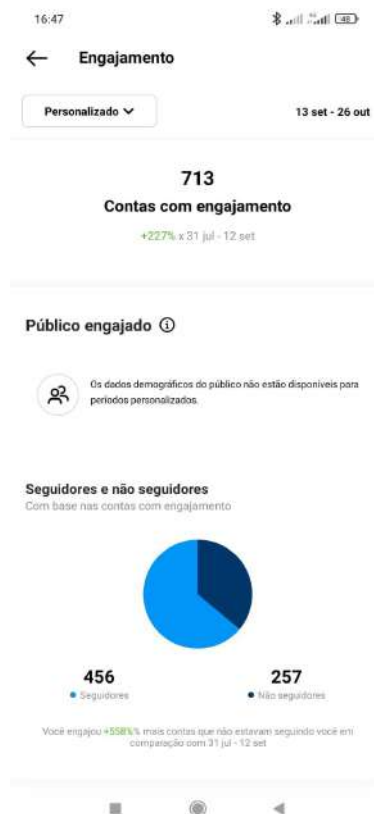 16:47
48
Engajamento
Personalizado
13 set - 26 out
713
Contas com engajamento
+227% x 31 jul - 12 set
Público engajado
Os dados demográficos do público não estão disponíveis para
períodos personalizados.
Seguidores e não seguidores
Com base nas contas com engajamento
456
257
Seguidores
Não seguidores
Você engajou +558%% mais contas que não estavam seguindo você em
comparação com 31 jul - 12 set